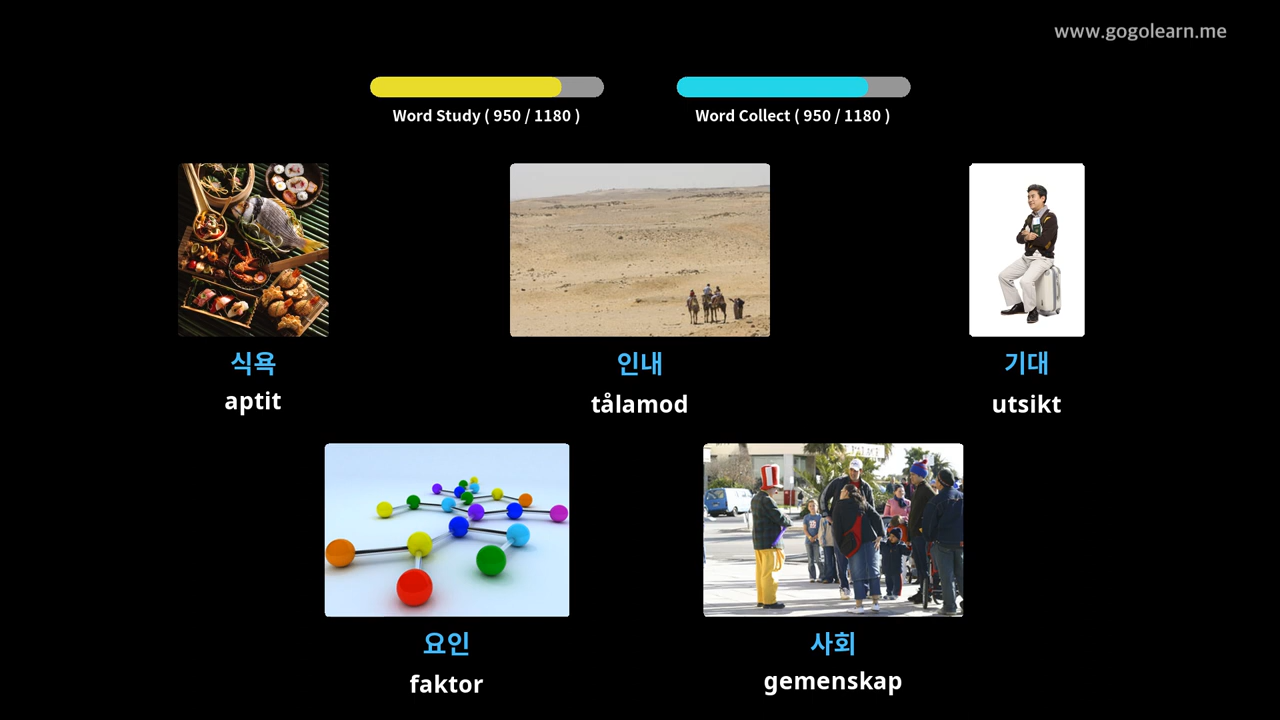 www.gogolearn.me
Word Study ( 950 / 1180 )
Word Collect ( 950 / 1180 )
식욕
aptit
인내
tålamod
기대
utsikt
요인
faktor
사회
gemenskap